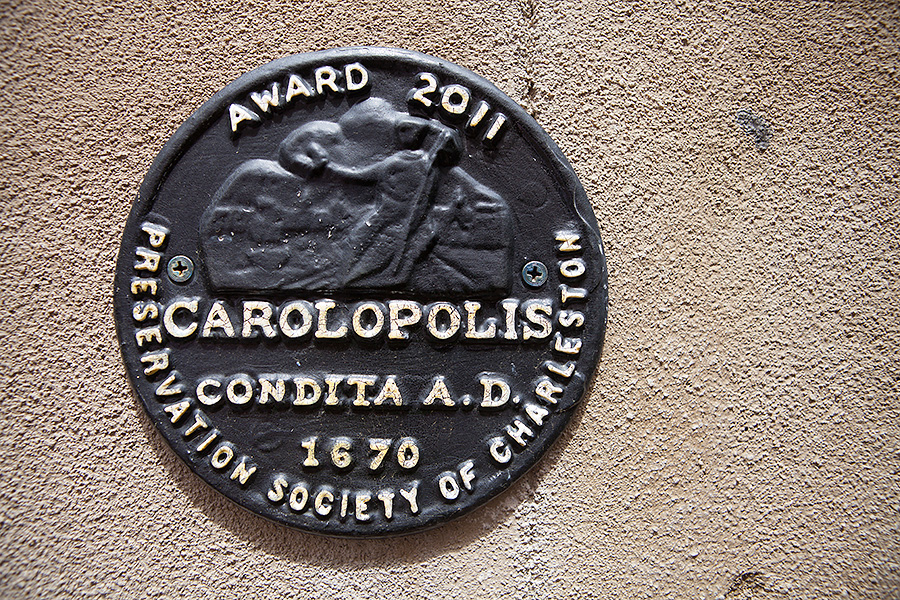 AWARD 2011
CAROLOPOLIS
CONDITA A.D.
1670
PRESERVATION SOCIETY OF CHARLESTON